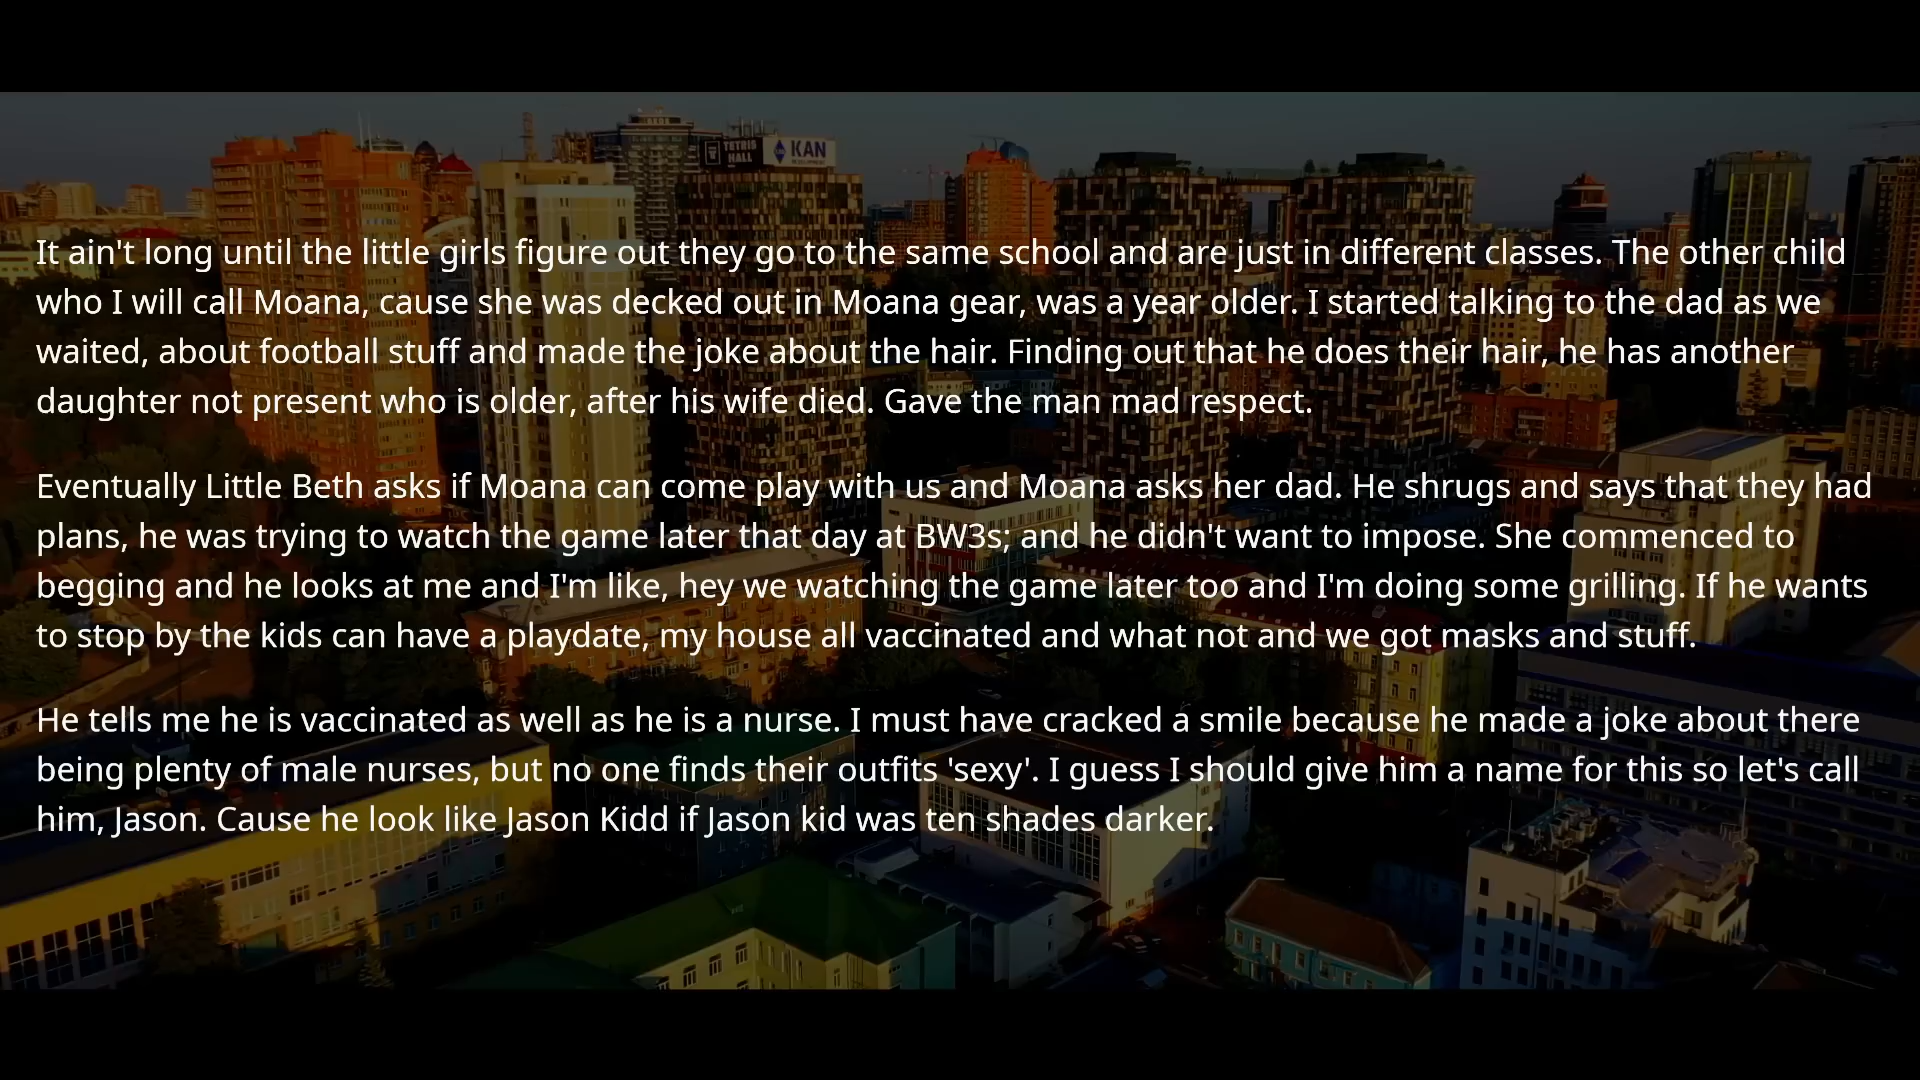 TETRIS
HALL
KAN
DEVELOPMENT
It ain't long until the little girls figure out they go to the same school and are just in different classes. The other child
who I will call Moana, cause she was decked out in Moana gear, was a year older. I started talking to the dad as we
waited, about football stuff and made the joke about the hair. Finding out that he does their hair, he has another
daughter not present who is older, after his wife died. Gave the man mad respect.
Eventually Little Beth asks if Moana can come play with us and Moana asks her dad. He shrugs and says that they had
plans, he was trying to watch the game later that day at BW3s; and he didn't want to impose. She commenced to
begging and he looks at me and I'm like, hey we watching the game later too and I'm doing some grilling. If he wants
to stop by the kids can have a playdate, my house all vaccinated and what not and we got masks and stuff.
He tells me he is vaccinated as well as he is a nurse. I must have cracked a smile because he made a joke about there
being plenty of male nurses, but no one finds their outfits 'sexy'. I guess I should give him a name for this so let's call
him, Jason. Cause he look like Jason Kidd if Jason kid was ten shades darker.